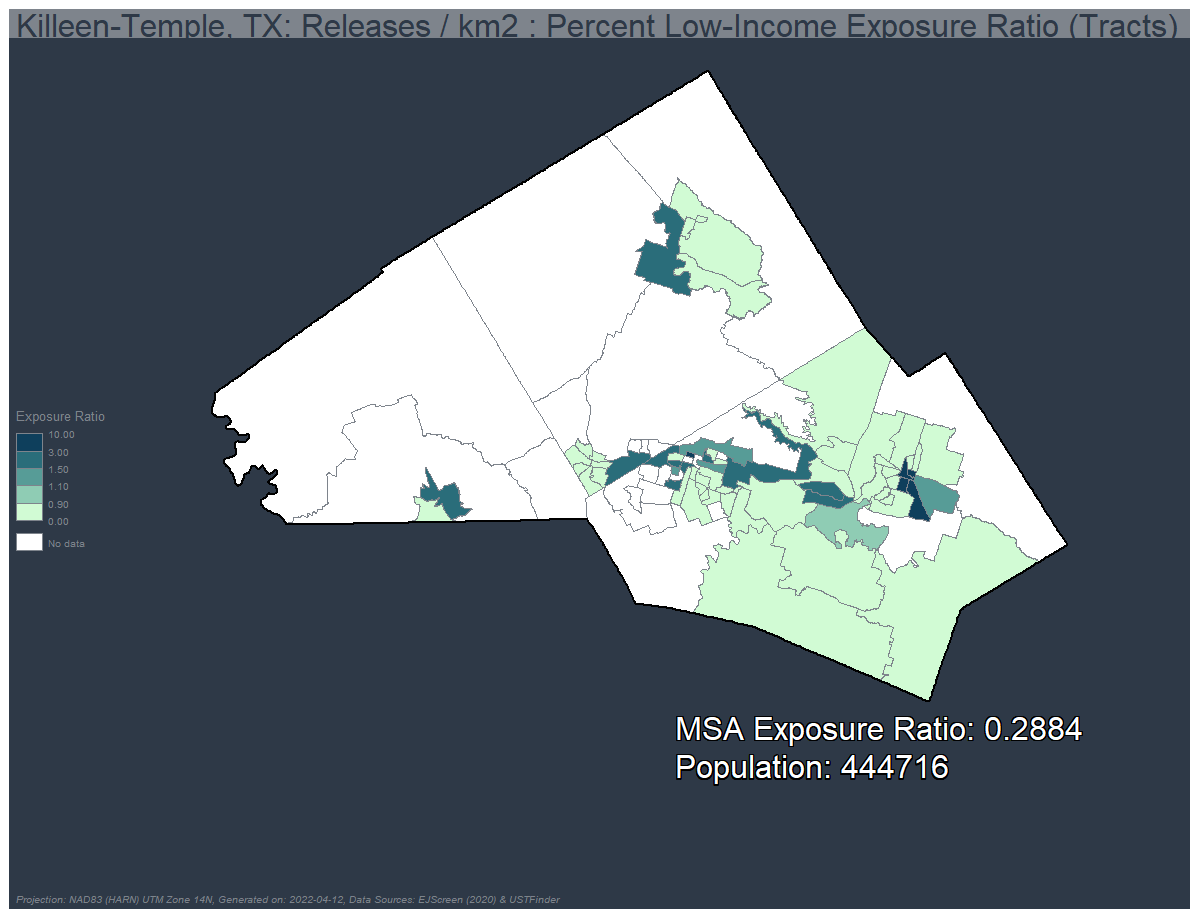 Killeen-Temple, TX: Releases / km2 : Percent Low-Income Exposure Ratio (Tracts)
Exposure Ratio
10.00
3.00
1.50
1.10
0.90
0.00
No data
MSA Exposure Ratio: 0.2884
Population: 444716
Projection: NAD83 (HARN) UTM Zone 14N, Generated on: 2022-04-12, Data Sources: EJScreen (2020) & USTFinder